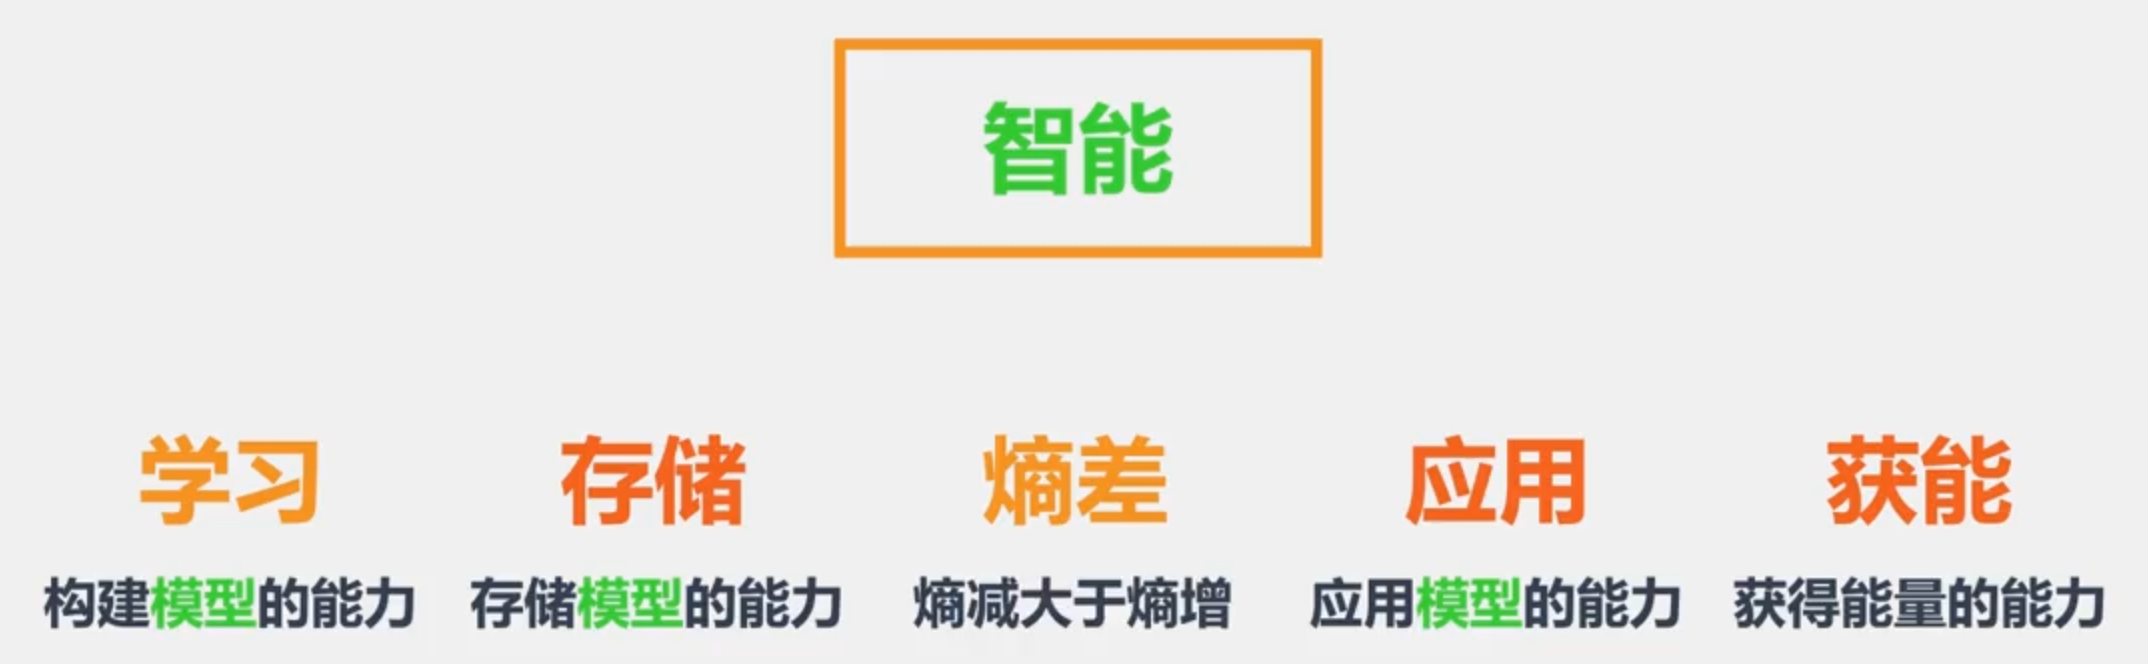 智能
学习 存储 熵差 应用 获能
构建模型的能力 存储模型的能力 熵减大于熵增 应用模型的能力 获得能量的能力